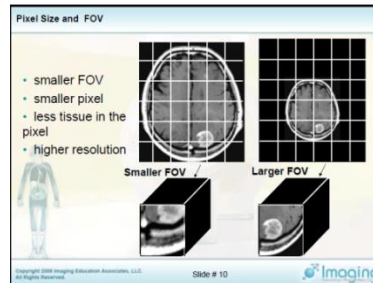 Pixel Size and FOV
• smaller FOV
• smaller pixel
• less tissue in the
pixel
• higher resolution
Smaller FOV
Larger FOV
Copyright 2006 Imaging Education Associates, LLC
All Rights Reserved.
Slide # 10
Imaging